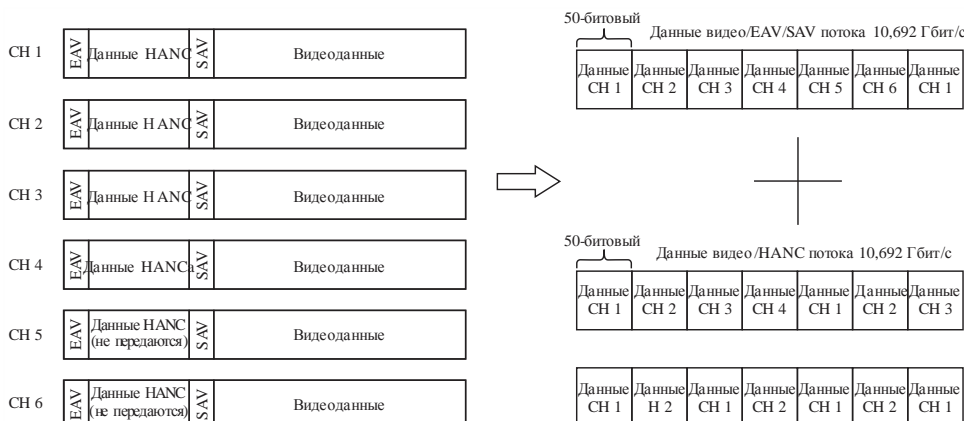 CH 1
EAV
Данные HANC
SAV
Видеоданные
CH 2
EAV
Данные HANC
SAV
Видеоданные
CH 3
EAV
Данные HANC
SAV
Видеоданные
CH 4
EAV
Данные HANCа
SAV
Видеоданные
CH 5
EAV
Данные HANC
(не передаются)
SAV
Видеоданные
CH 6
EAV
Данные HANC
(не передаются)
SAV
Видеоданные
50-битовый
Данные видео/EAV/SAV потока 10,692 Гбит/с
Данные Данные Данные Данные Данные Данные Данные
CH 1 CH 2 CH 3 CH 4 CH 5 CH 6 CH 1
50-битовый
Данные видео/HANC потока 10,692 Гбит/с
Данные Данные Данные Данные Данные Данные Данные
CH 1 CH 2 CH 3 CH 4 CH 1 CH 2 CH 3
Данные Данные Данные Данные Данные Данные Данные
CH 1 H 2 CH 1 CH 2 CH 1 CH 2 CH 1